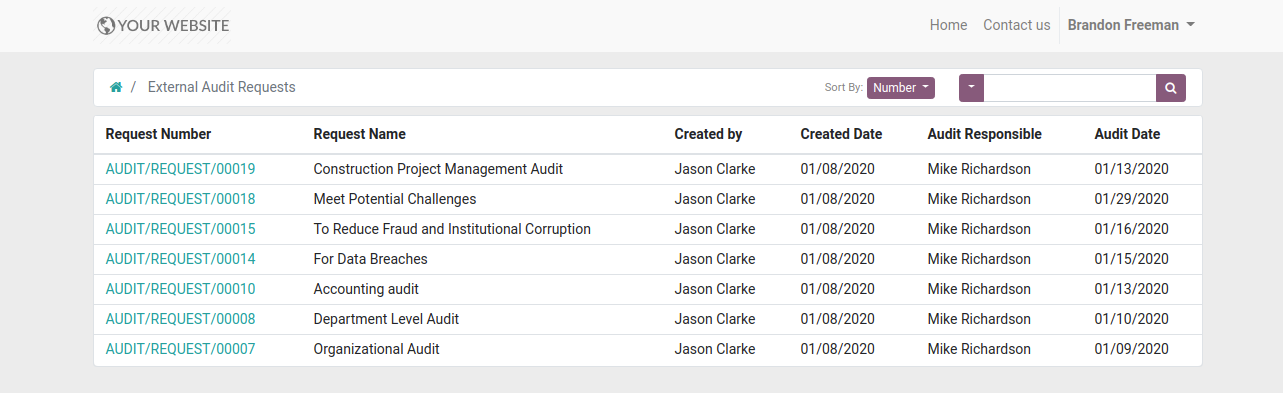 YOUR WEBSITE Home Contact us Brandon Freeman
/ External Audit Requests Sort By: Number
Request Number Request Name Created by Created Date Audit Responsible Audit Date
AUDIT/REQUEST/00019 Construction Project Management Audit Jason Clarke 01/08/2020 Mike Richardson 01/13/2020
AUDIT/REQUEST/00018 Meet Potential Challenges Jason Clarke 01/08/2020 Mike Richardson 01/29/2020
AUDIT/REQUEST/00015 To Reduce Fraud and Institutional Corruption Jason Clarke 01/08/2020 Mike Richardson 01/16/2020
AUDIT/REQUEST/00014 For Data Breaches Jason Clarke 01/08/2020 Mike Richardson 01/15/2020
AUDIT/REQUEST/00010 Accounting audit Jason Clarke 01/08/2020 Mike Richardson 01/13/2020
AUDIT/REQUEST/00008 Department Level Audit Jason Clarke 01/08/2020 Mike Richardson 01/10/2020
AUDIT/REQUEST/00007 Organizational Audit Jason Clarke 01/08/2020 Mike Richardson 01/09/2020